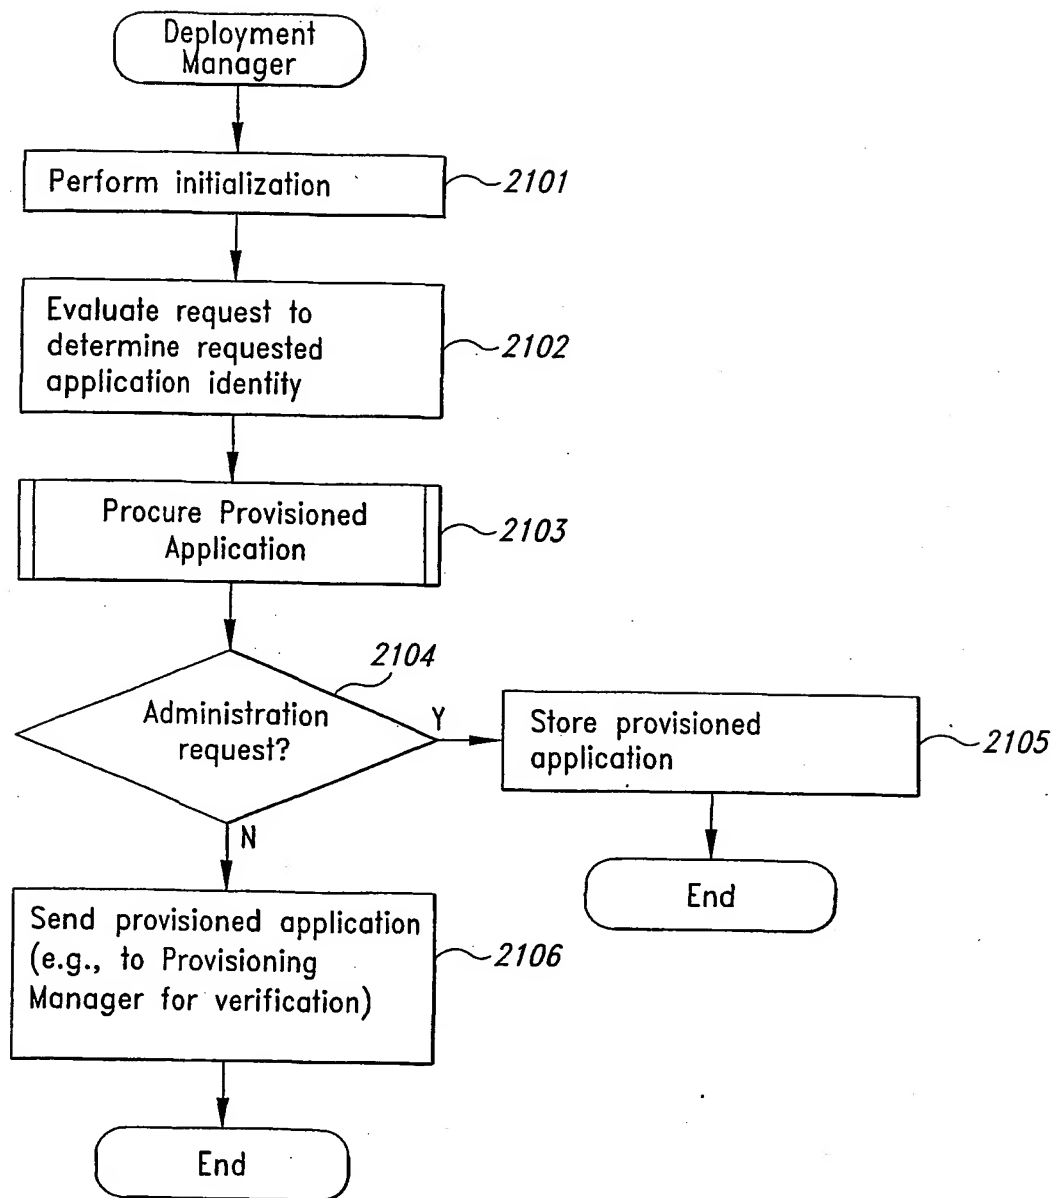 Deployment
Manager
Perform initialization
2101
Evaluate request to
determine requested
application identity
2102
Procure Provisioned
Application
2103
2104
Administration
request?
Y
Store provisioned
application
2105
N
End
Send provisioned application
(e.g., to Provisioning
Manager for verification)
2106
End